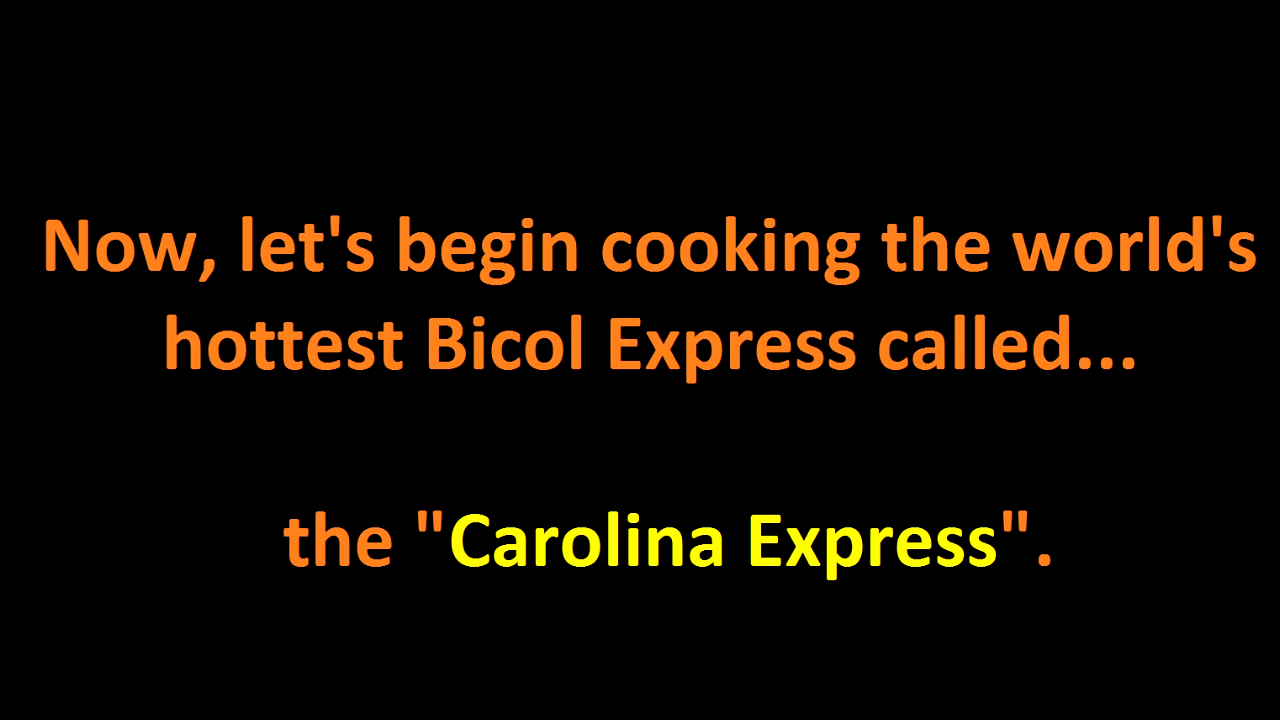 Now, let's begin cooking the world's
hottest Bicol Express called...
the "Carolina Express".